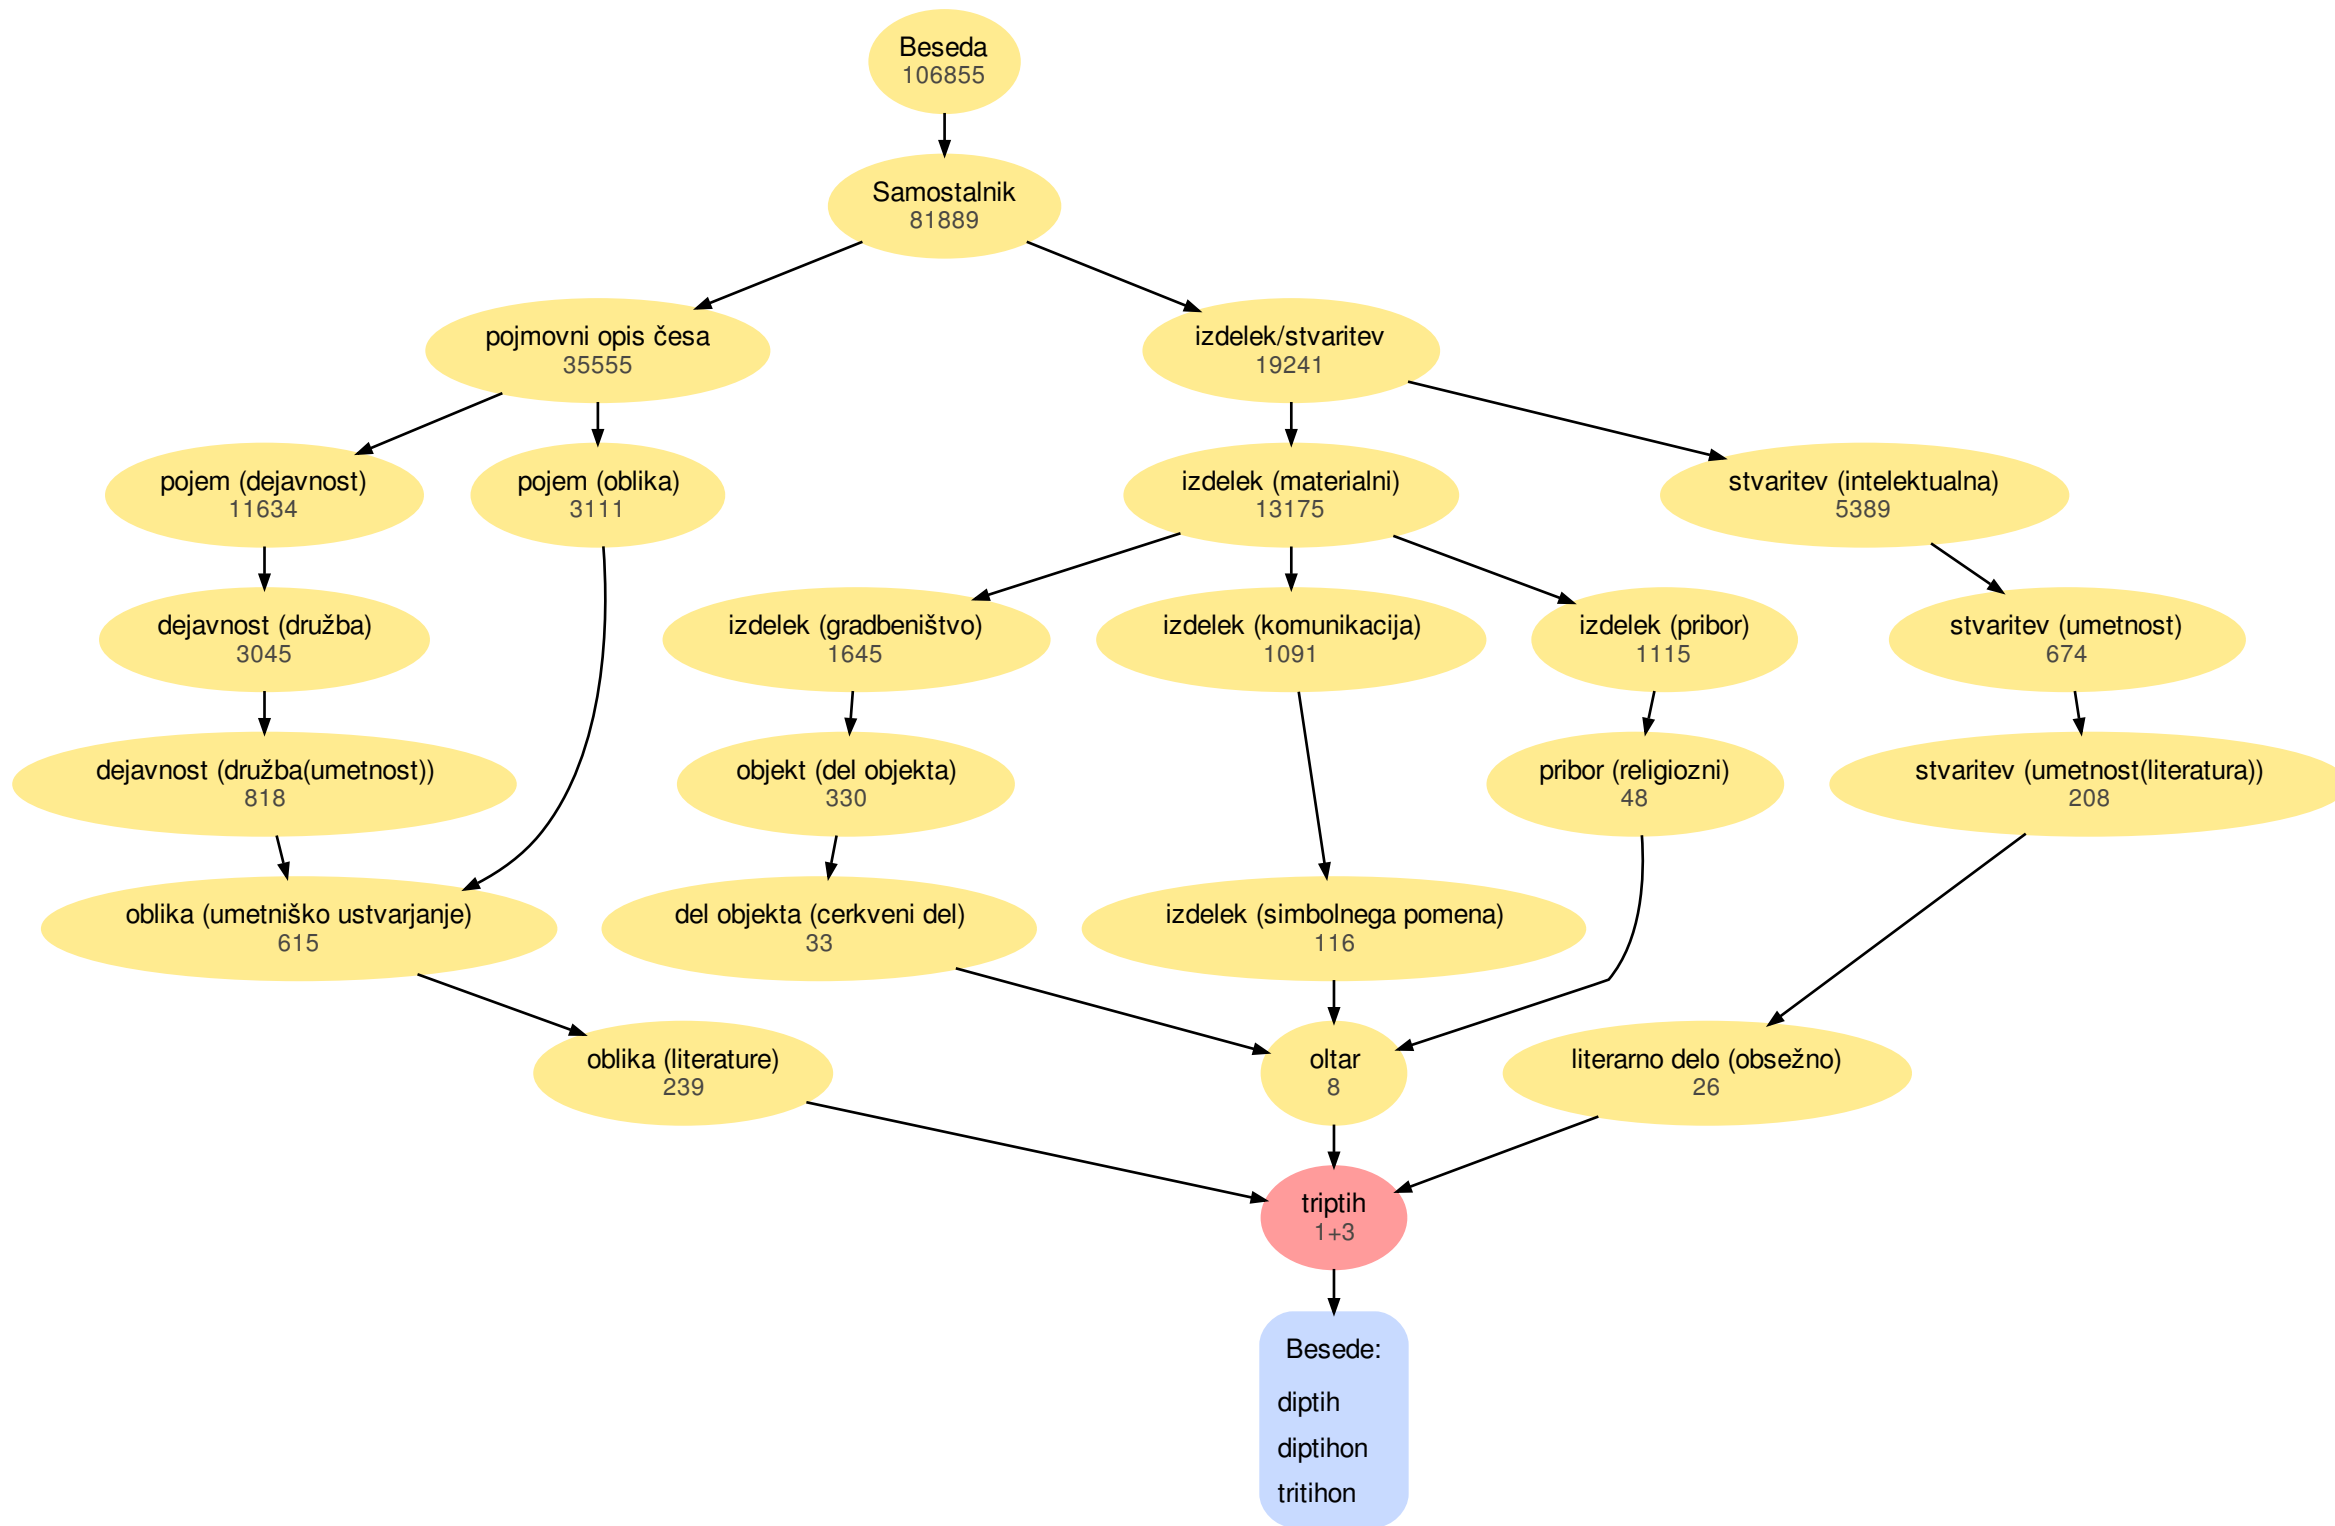 Beseda
106855
Samostalnik
81889
pojmovni opis česa
35555
izdelek/stvaritev
19241
pojem (dejavnost)
11634
pojem (oblika)
3111
izdelek (materialni)
13175
stvaritev (intelektualna)
5389
dejavnost (družba)
3045
izdelek (gradbeništvo)
1645
izdelek (komunikacija)
1091
izdelek (pribor)
1115
stvaritev (umetnost)
674
dejavnost (družba(umetnost))
818
objekt (del objekta)
330
pribor (religiozni)
48
stvaritev (umetnost(literatura))
208
oblika (umetniško ustvarjanje)
615
del objekta (cerkveni del)
33
izdelek (simbolnega pomena)
116
oblika (literature)
239
oltar
8
literarno delo (obsežno)
26
triptih
1+3
Besede:
diptih
diptihon
tritihon